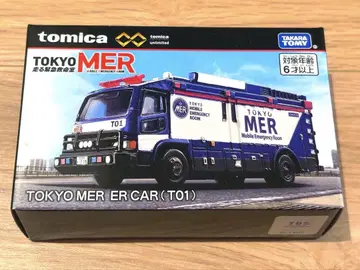 tomica
tomica
unlimited
TAKARA
TOMY
TOKYO MER
走る緊急救命室
対象年齢
6才以上
T01
MER
TOKYO
MOBILE
EMERGENCY
ROOM
TOKYO
MER
Mobile Emergency Room
TOKYO MER ER CAR (T01)